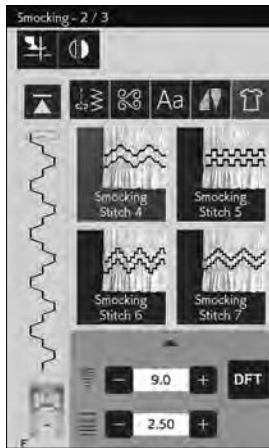 Smocking - 2 / 3
Aa
Smocking
Stitch 4
Smocking
Stitch 5
Smocking
Stitch 6
Smocking
Stitch 7
- 9.0 + DFT
- 2.50 +
F